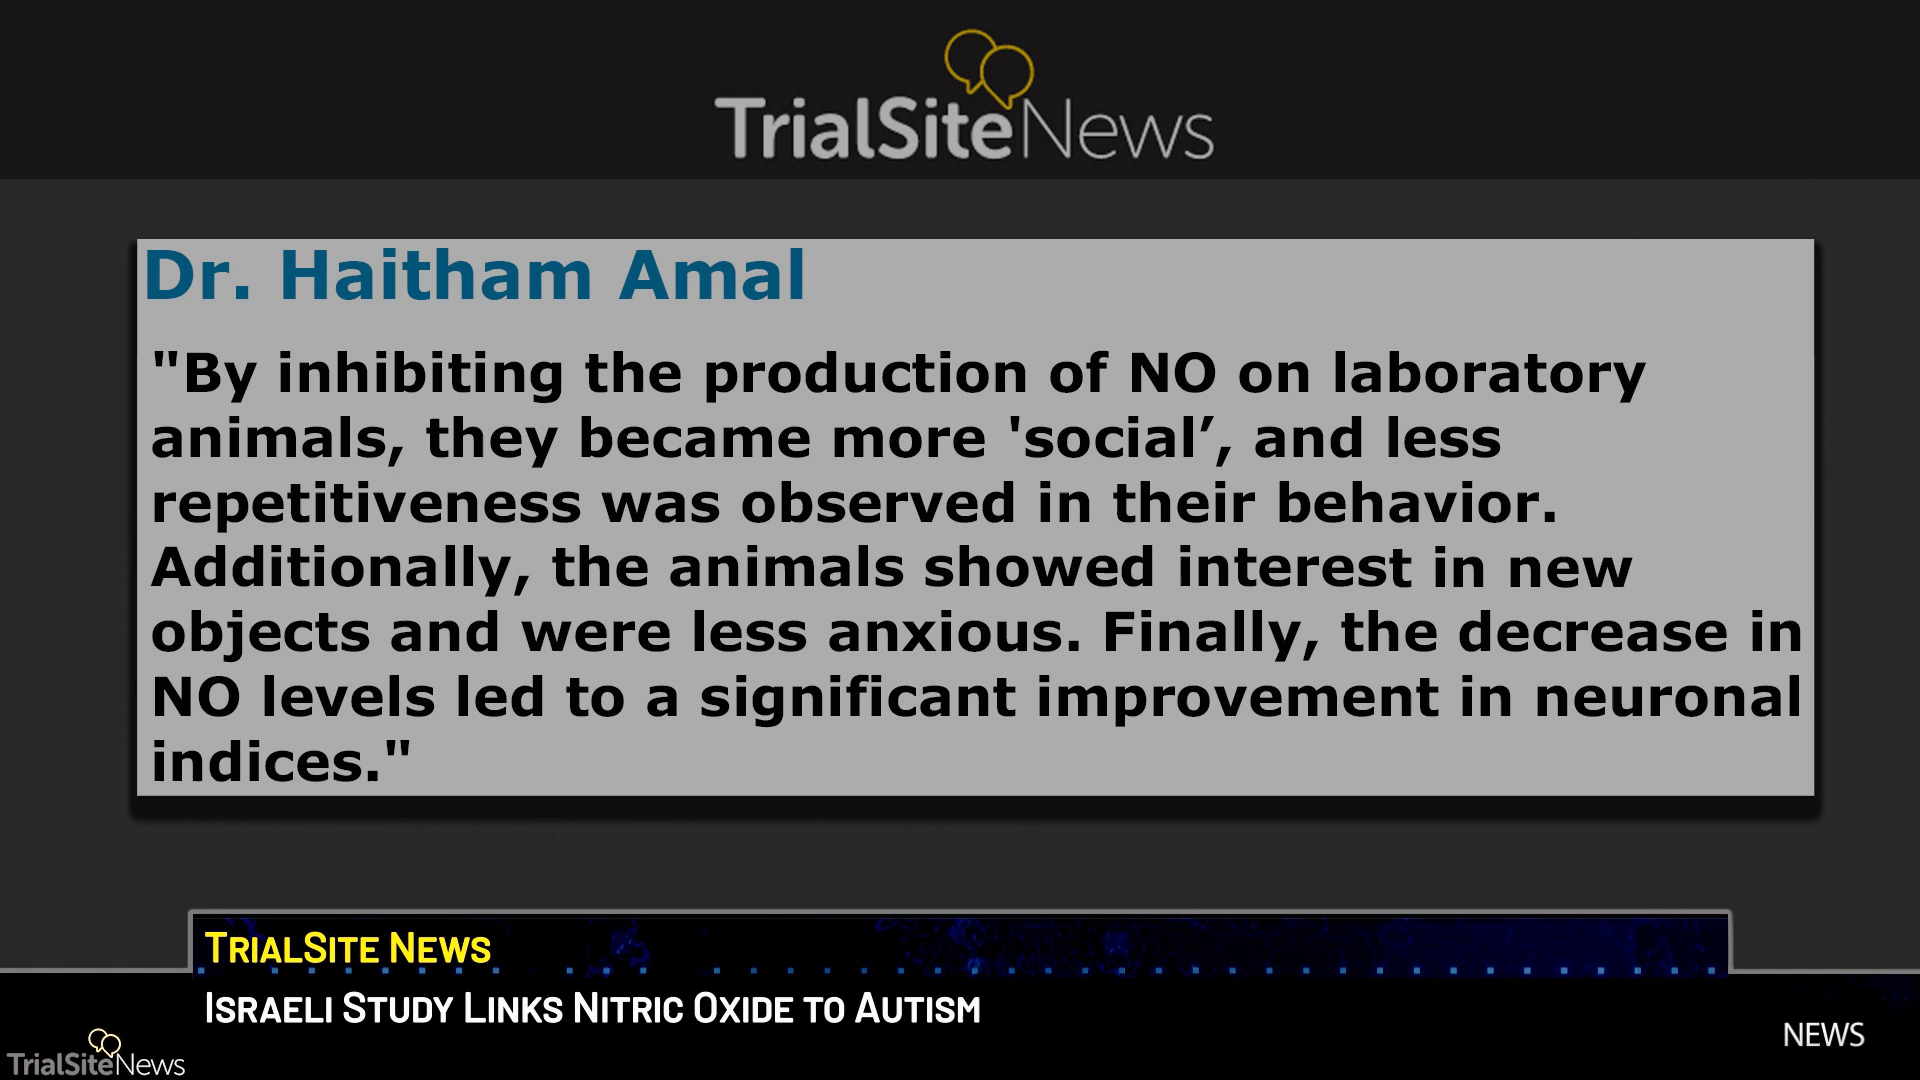 TrialSiteNews
Dr. Haitham Amal
"By inhibiting the production of NO on laboratory
animals, they became more 'social’, and less
repetitiveness was observed in their behavior.
Additionally, the animals showed interest in new
objects and were less anxious. Finally, the decrease in
NO levels led to a significant improvement in neuronal
indices."
TrialSite News
Israeli Study Links Nitric Oxide to Autism
NEWS
TrialSiteNews